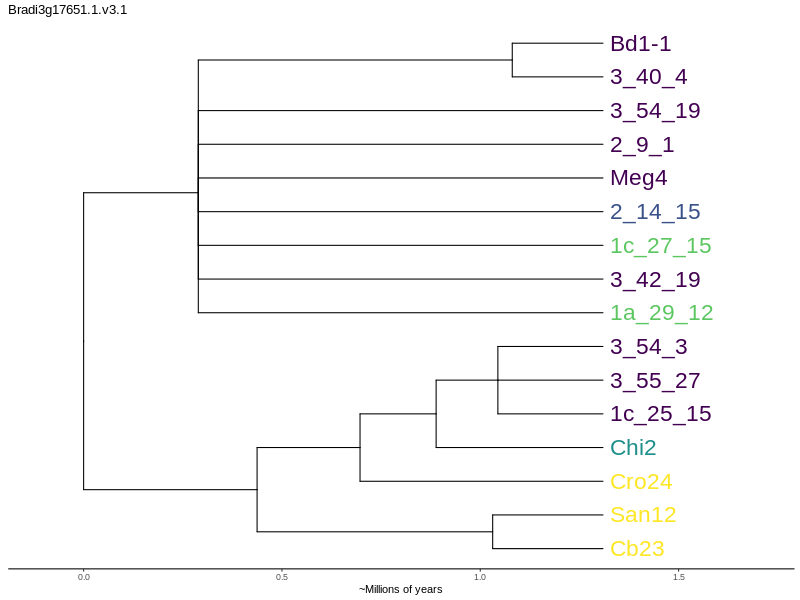 Bradi3g17651.1.v3.1
Bd1-1
3_40_4
3_54_19
2_9_1
Meg4
2_14_15
1c_27_15
3_42_19
1a_29_12
3_54_3
3_55_27
1c_25_15
Chi2
Cro24
San12
Cb23
0.0 0.5 1.0 1.5
~Millions of years